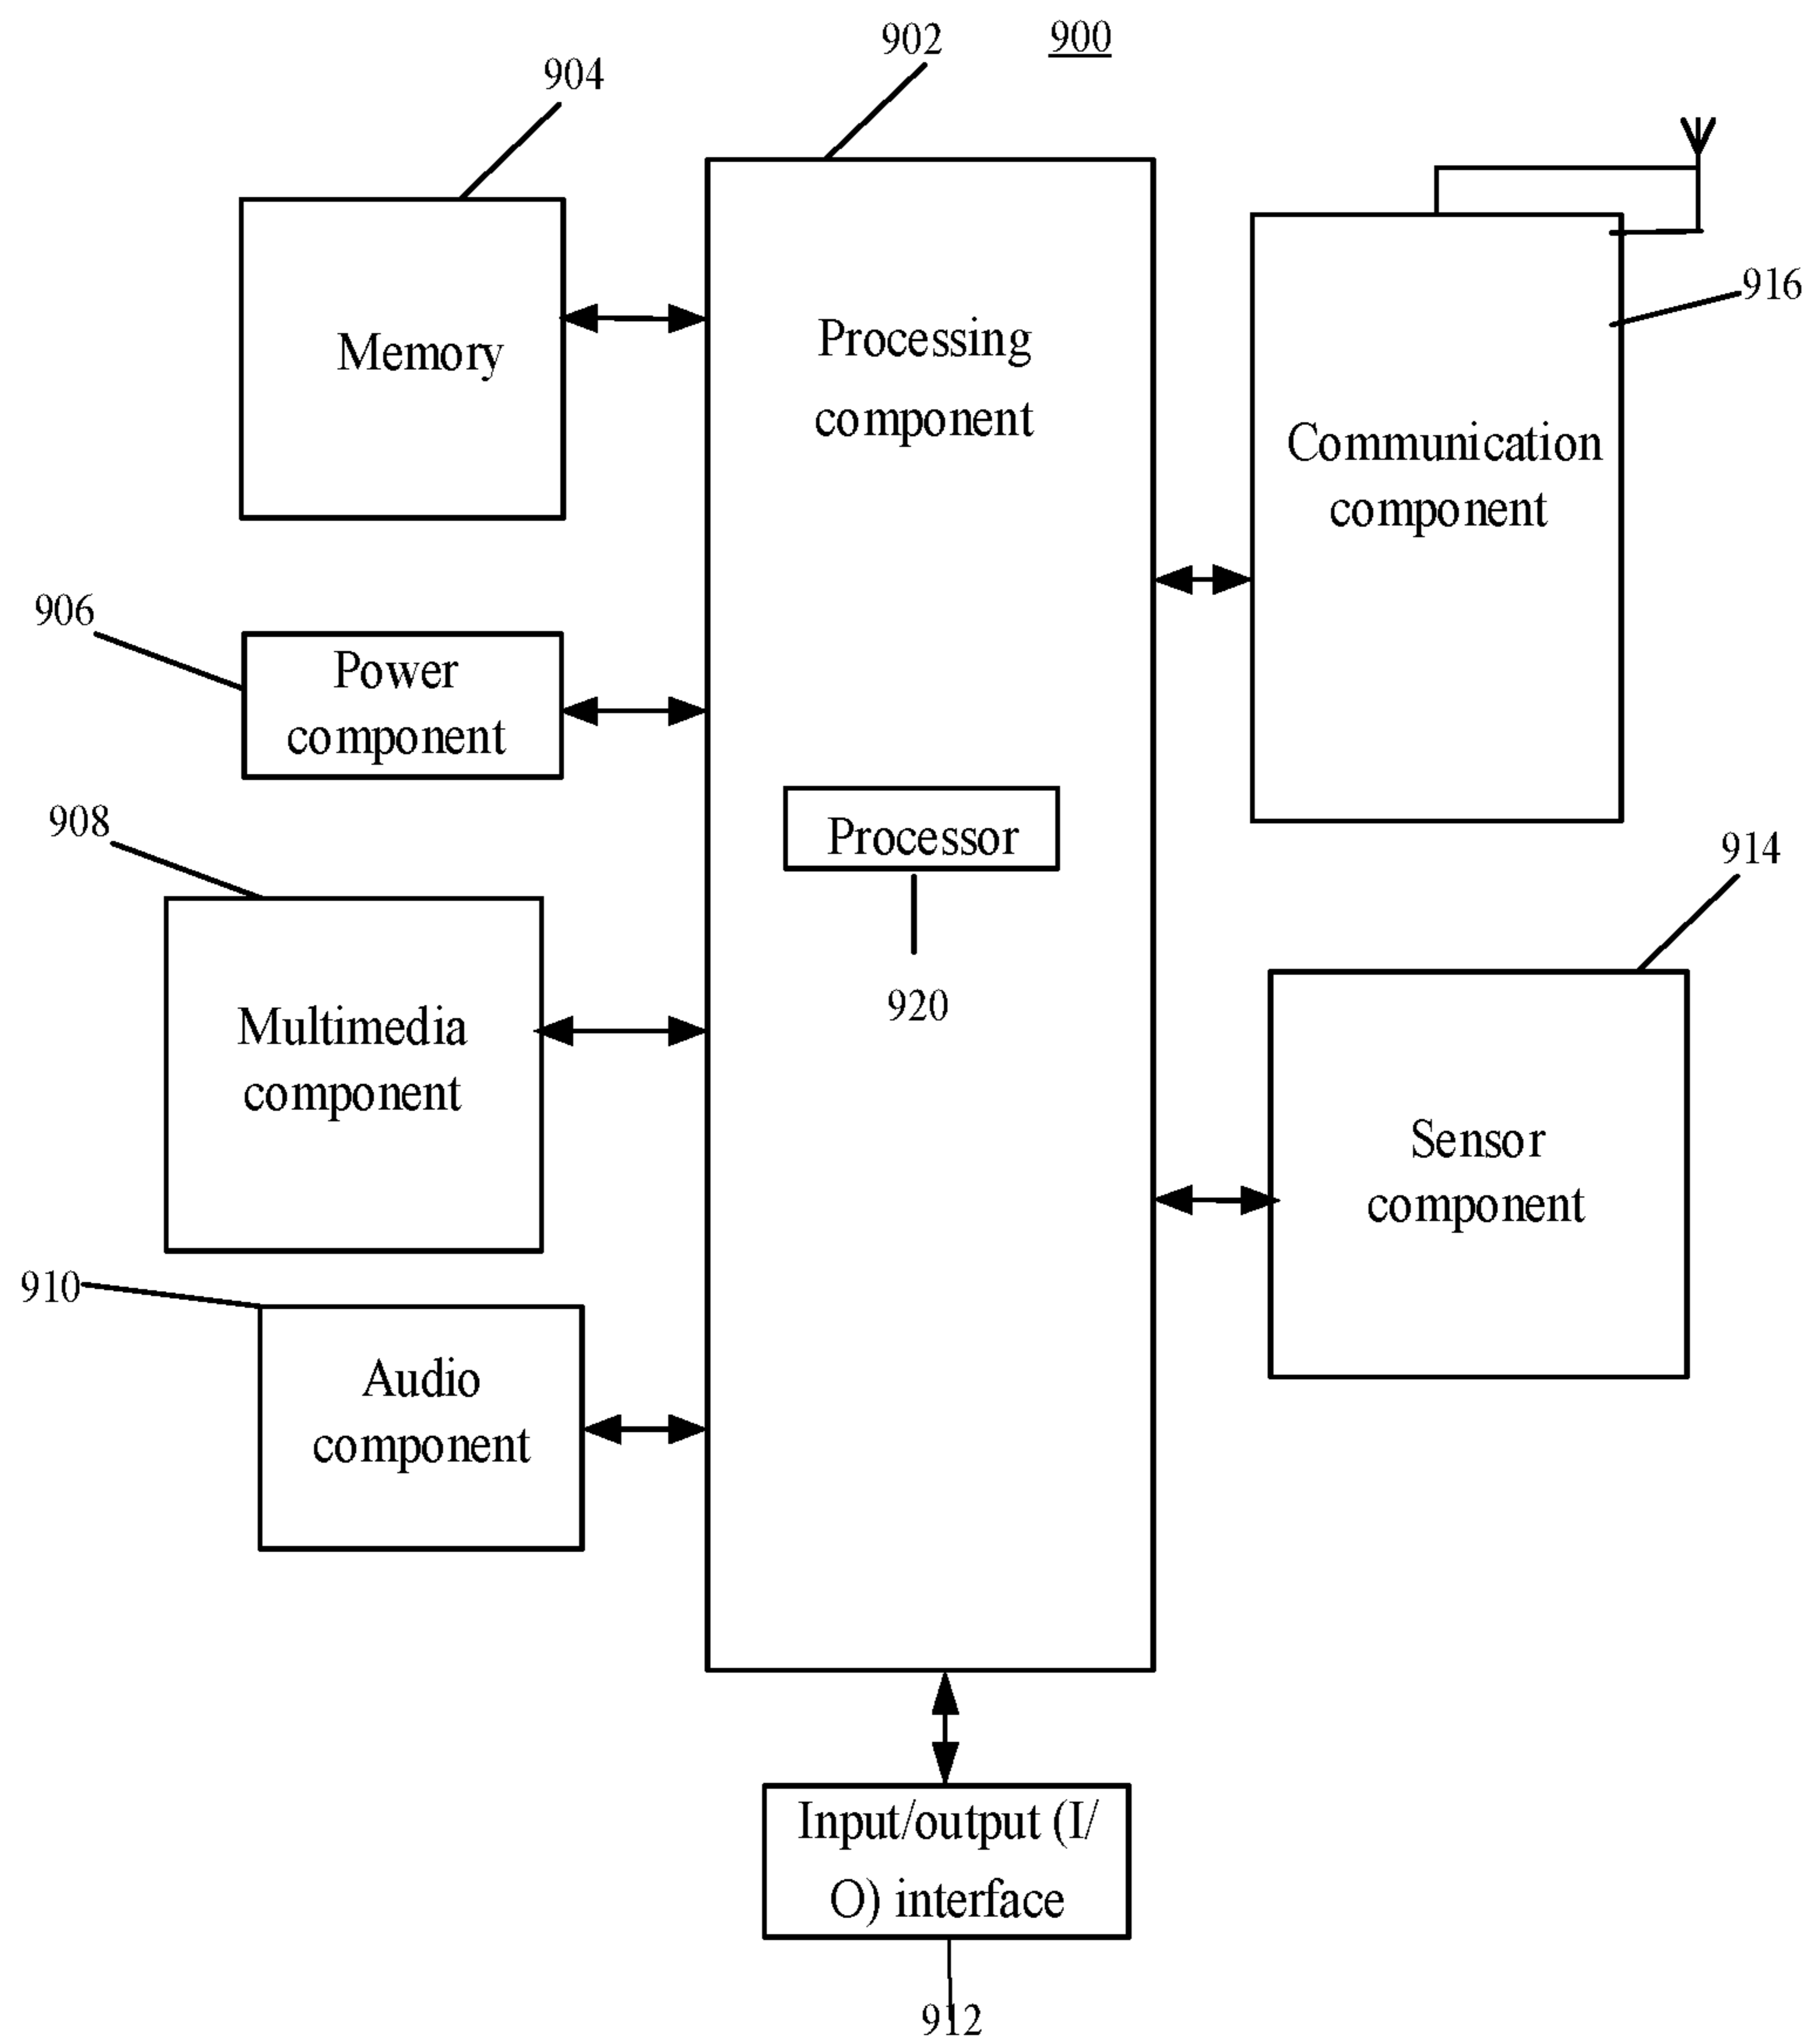 902
900
904
Memory
Processing
component
916
Communication
component
906
Power
component
908
Processor
914
920
Multimedia
component
Sensor
component
910
Audio
component
Input/output (I/
O) interface
912